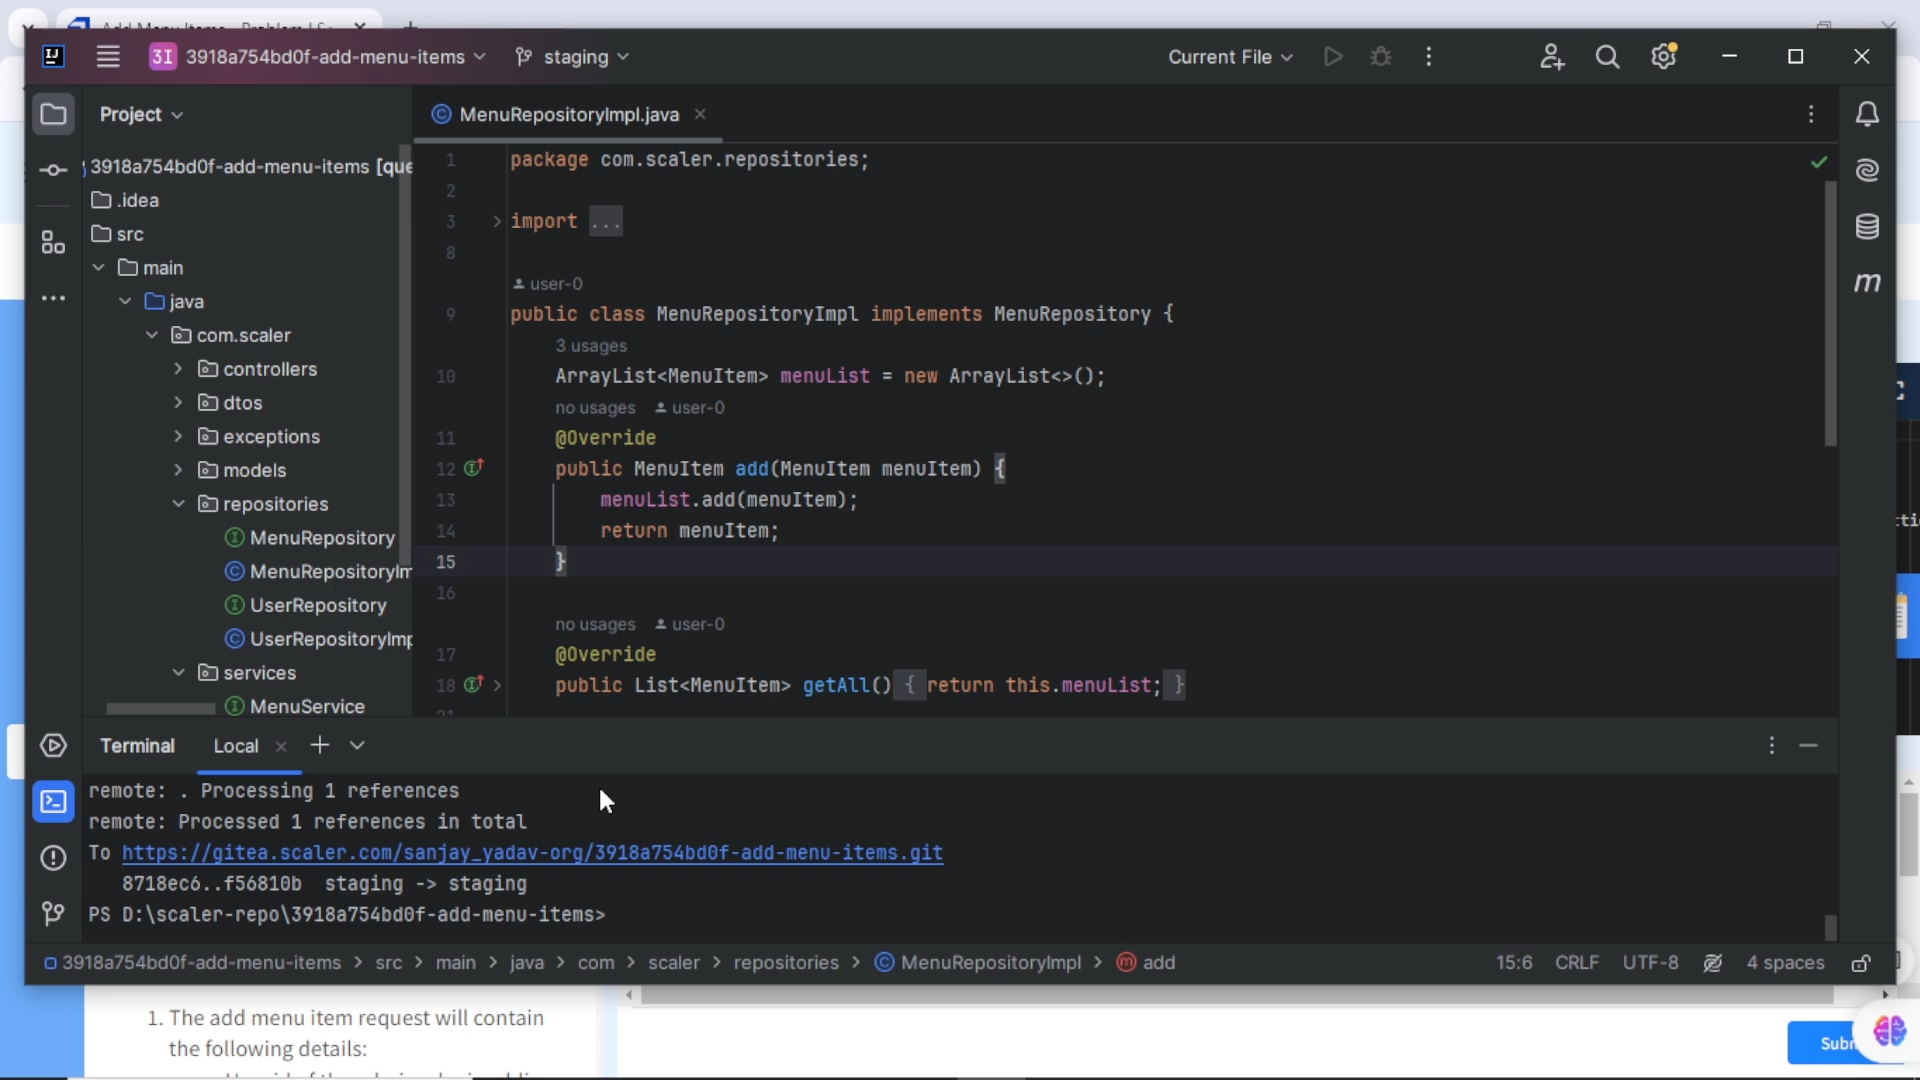 Add Menu Items - Problem | Sc
3I 3918a754bd0f-add-menu-items
staging
Current File
Project
MenuRepositoryImpl.java
3918a754bd0f-add-menu-items [que
.idea
src
main
java
com.scaler
controllers
dtos
exceptions
models
repositories
MenuRepository
MenuRepositoryIm
UserRepository
UserRepositoryImp
services
MenuService
1 package com.scaler.repositories;
2
3 import ...
8
user-0
9 public class MenuRepositoryImpl implements MenuRepository {
3 usages
10 ArrayList<MenuItem> menuList = new ArrayList<>();
no usages user-0
11 @Override
12 public MenuItem add(MenuItem menuItem) {
13 menuList.add(menuItem);
14 return menuItem;
15 }
16
no usages user-0
17 @Override
18 public List<MenuItem> getAll() { return this.menuList; }
21
m
Terminal Local
remote: . Processing 1 references
remote: Processed 1 references in total
To https://gitea.scaler.com/sanjay_yadav-org/3918a754bd0f-add-menu-items.git
8718ec6..f56810b staging -> staging
PS D:\scaler-repo\3918a754bd0f-add-menu-items>
3918a754bd0f-add-menu-items > src > main > java > com > scaler > repositories > MenuRepositoryImpl > add
15:6 CRLF UTF-8 4 spaces
1. The add menu item request will contain
the following details: